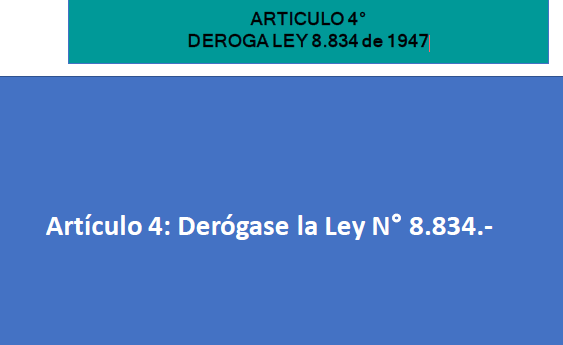 ARTICULO 4°
DEROGA LEY 8.834 de 1947
Artículo 4: Derógase la Ley N° 8.834.-